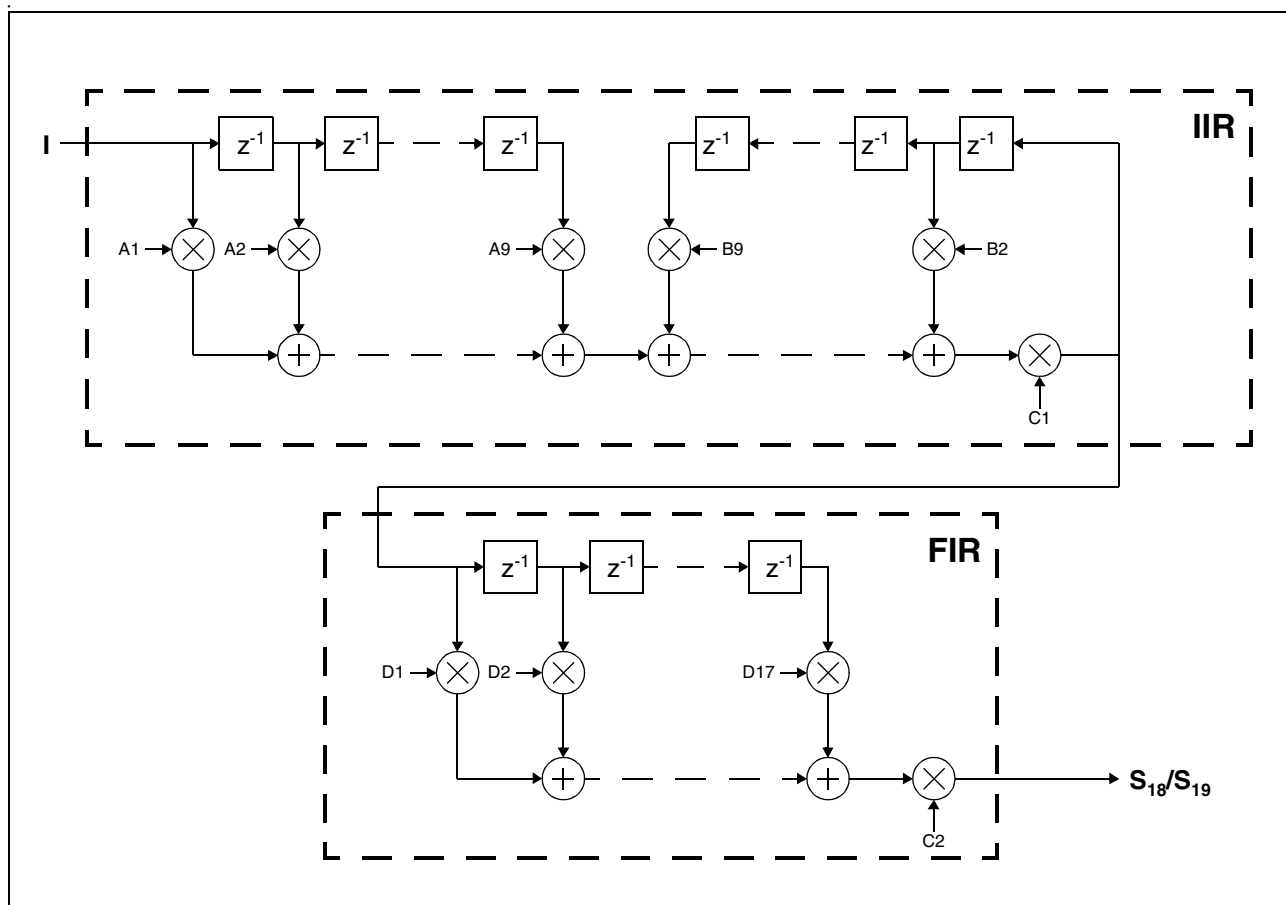 IIR
I
z⁻¹ z⁻¹ z⁻¹ z⁻¹ z⁻¹ z⁻¹
A1 A2 A9 B9 B2
C1
FIR
z⁻¹ z⁻¹ z⁻¹
D1 D2 D17
S₁₈/S₁₉
C2